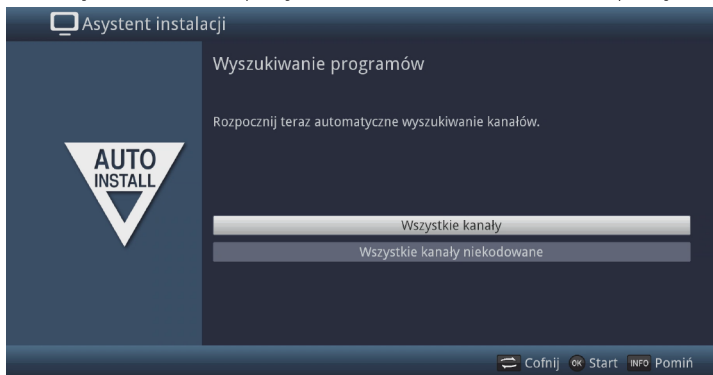 Asystent instalacji
Wyszukiwanie programów
Rozpocznij teraz automatyczne wyszukiwanie kanałów.
AUTO
INSTALL
Wszystkie kanały
Wszystkie kanały niekodowane
Cofnij OK Start INFO Pomiń